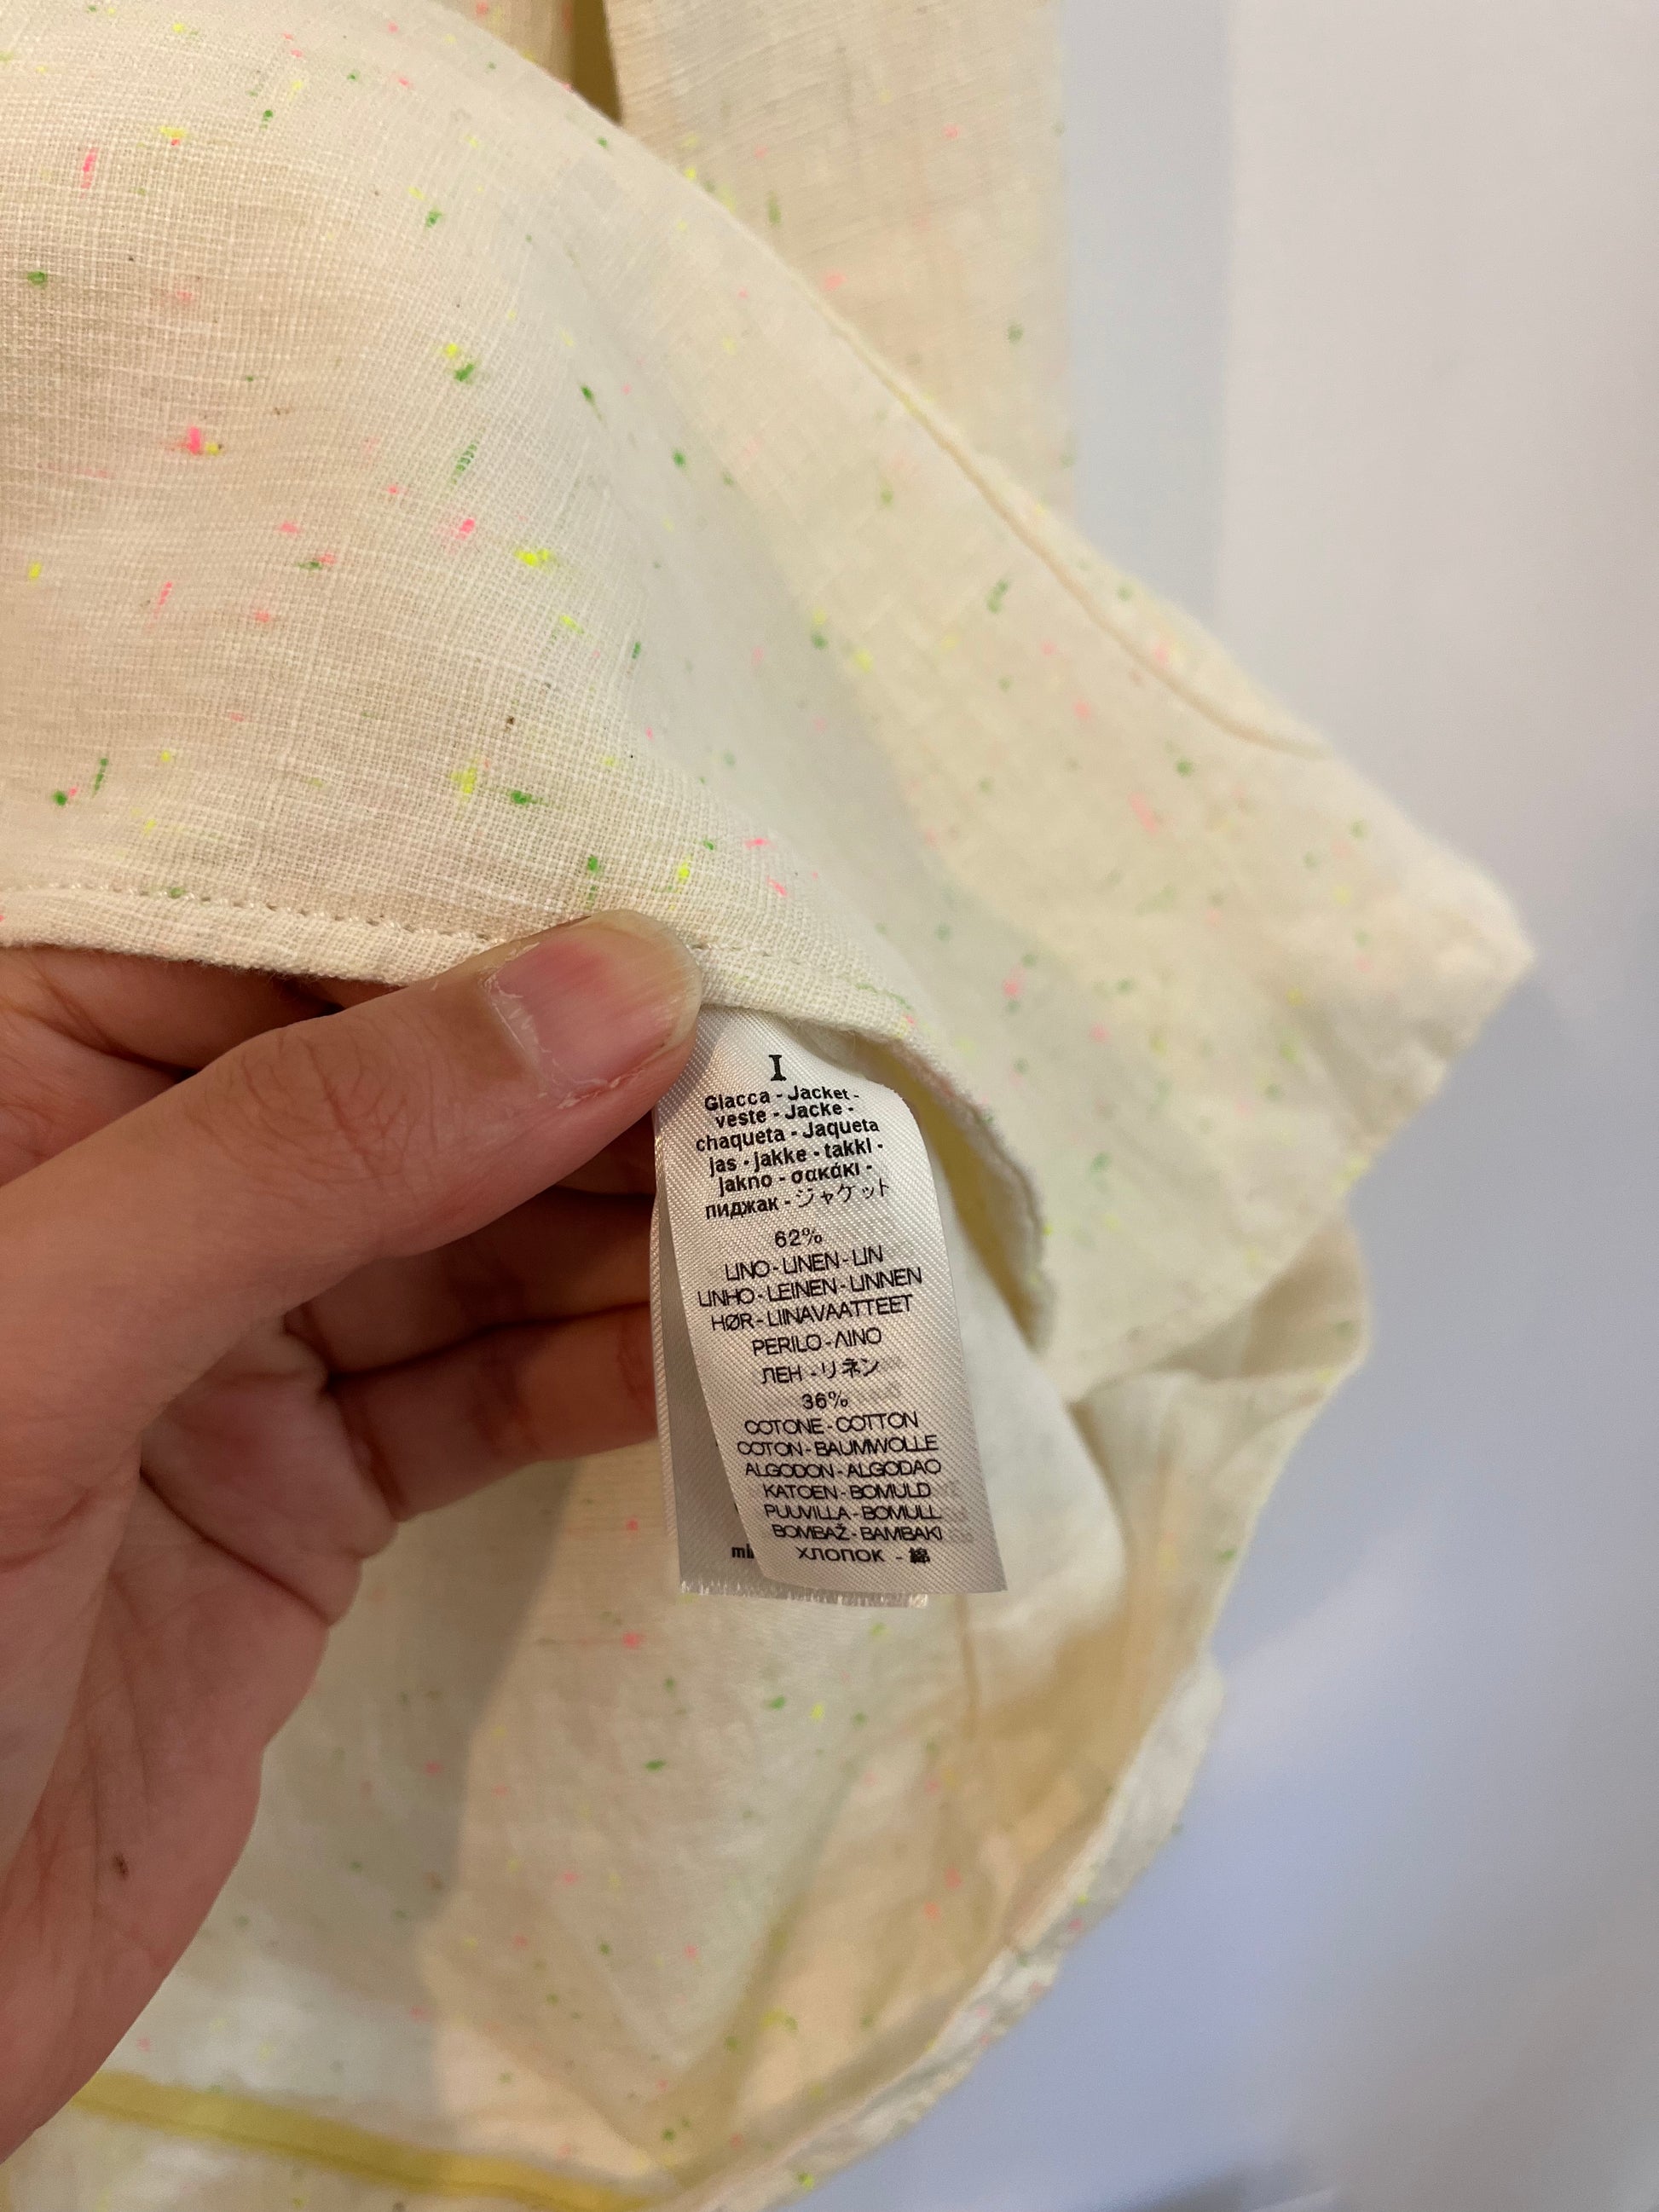 I
Giacca - Jacket -
veste - Jacke -
chaqueta - Jaqueta
jas - jakke - takki -
jakno - σακάκι -
пиджак - ジャケット
62%
LINO - LINEN - LIN
LINHO - LEINEN - LINNEN
HØR - LIINAVAATTEET
PERILO - ΛΙΝΟ
ЛЕН - リネン
36%
COTONE - COTTON
COTON - BAUMWOLLE
ALGODON - ALGODAO
KATOEN - BOMULD
PUUVILLA - BOMULL
BOMBAŽ - BAMBAKI
ХЛОПОК - 綿